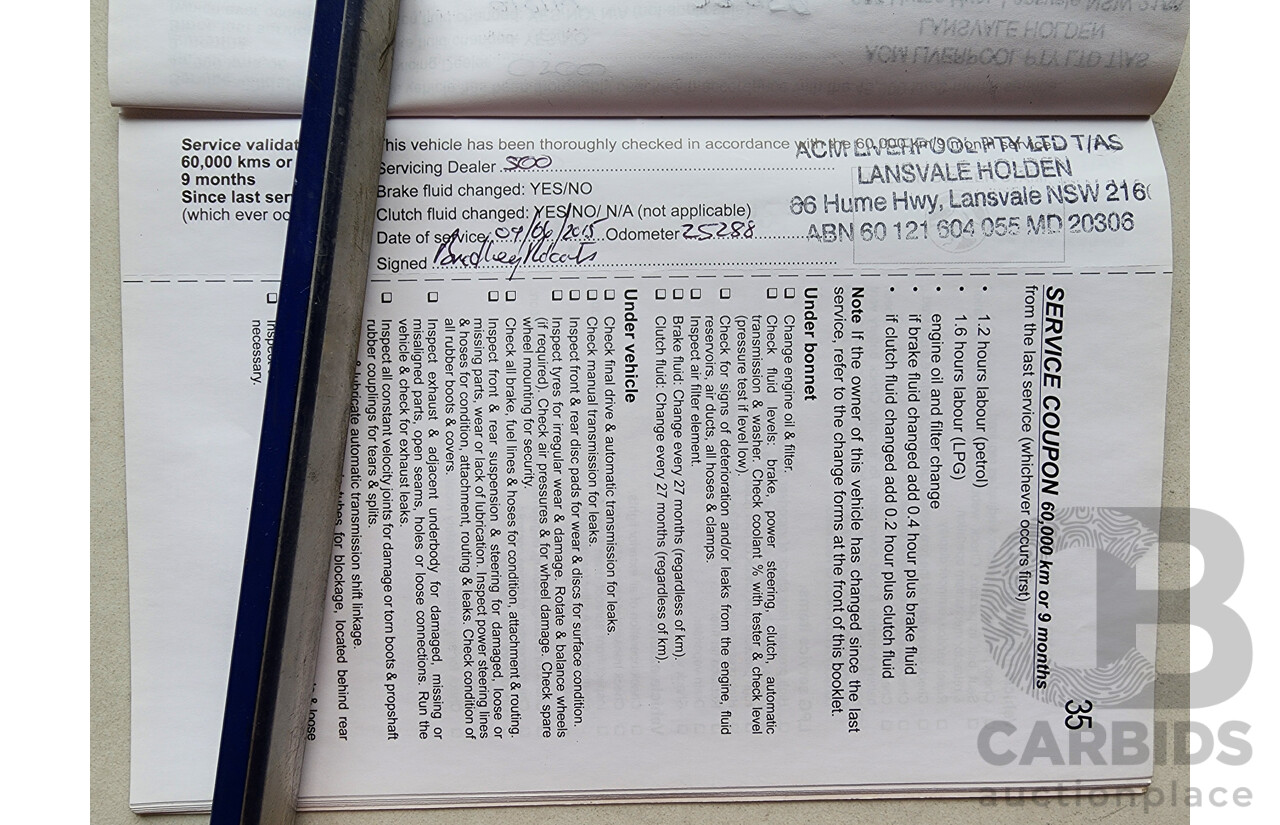 ACM LIVERPOOL PTY LTD T/AS
LANSVALE HOLDEN
Service validat
60,000 kms or
9 months
Since last ser
(which ever oc
This vehicle has been thoroughly checked in accordance with the 60,000 km/9 month service
Servicing Dealer
Brake fluid changed: YES/NO
Clutch fluid changed: YES/NO/ N/A (not applicable)
Date of service 09/06/2015 Odometer 25288
Signed
ACM LIVERPOOL PTY LTD T/AS
LANSVALE HOLDEN
66 Hume Hwy, Lansvale NSW 216
ABN 60 121 604 055 MD 20306
35
SERVICE COUPON 60,000 km or 9 months
from the last service (whichever occurs first)
• 1.2 hours labour (petrol)
• 1.6 hours labour (LPG)
• engine oil and filter change
• if brake fluid changed add 0.4 hour plus brake fluid
• if clutch fluid changed add 0.2 hour plus clutch fluid
Note If the owner of this vehicle has changed since the last
service, refer to the change forms at the front of this booklet.
Under bonnet
❑ Change engine oil & filter.
❑ Check fluid levels: brake, power steering, clutch, automatic
transmission & washer. Check coolant % with tester & check level
(pressure test if level low).
❑ Check for signs of deterioration and/or leaks from the engine, fluid
reservoirs, air ducts, all hoses & clamps.
❑ Inspect air filter element.
❑ Brake fluid: Change every 27 months (regardless of km).
❑ Clutch fluid: Change every 27 months (regardless of km).
Under vehicle
❑ Check final drive & automatic transmission for leaks.
❑ Check manual transmission for leaks.
❑ Inspect front & rear disc pads for wear & discs for surface condition.
❑ Inspect tyres for irregular wear & damage. Rotate & balance wheels
(if required). Check air pressures & for wheel damage. Check spare
wheel mounting for security.
❑ Check all brake, fuel lines & hoses for condition, attachment & routing.
❑ Inspect front & rear suspension & steering for damaged, loose or
missing parts, wear or lack of lubrication. Inspect power steering lines
& hoses for condition, attachment, routing & leaks. Check condition of
all rubber boots & covers.
❑ Inspect exhaust & adjacent underbody for damaged, missing or
misaligned parts, open seams, holes or loose connections. Run the
vehicle & check for exhaust leaks.
❑ Inspect all constant velocity joints for damage or torn boots & propshaft
rubber couplings for tears & splits.
& lubricate automatic transmission shift linkage.
tubes for blockage, located behind rear
& loose
❑ Inspect
necessary.
CARBIDS
auctionplace